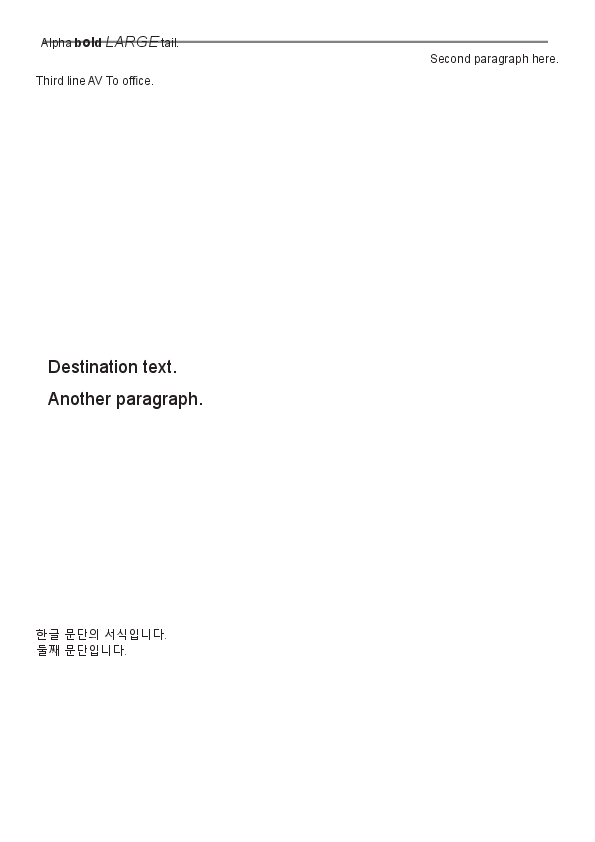 Alpha bold LARGE tail.
Second paragraph here.
Third line AV To office.
Destination text.
Another paragraph.
한글 문단의 서식입니다.
둘째 문단입니다.